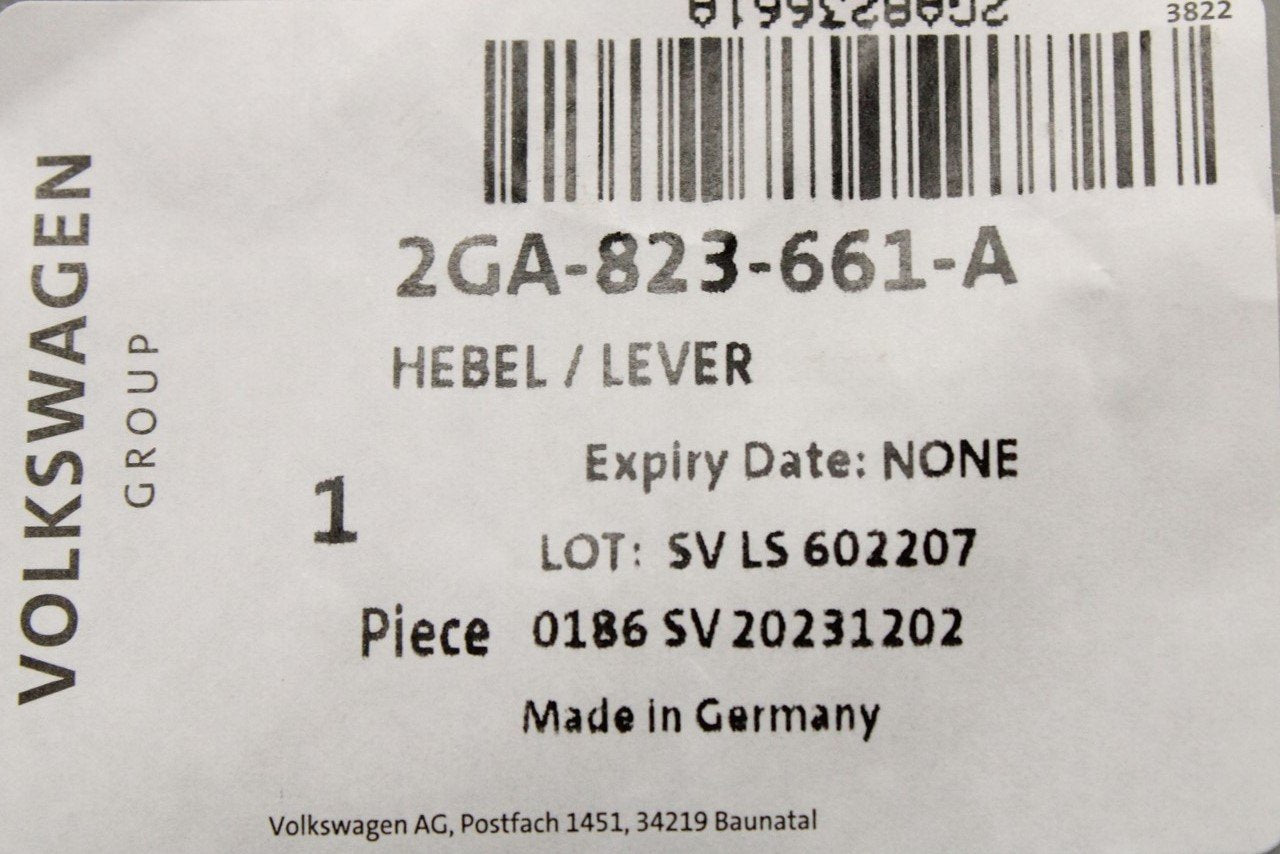 2GA823661A
3822
2GA-823-661-A
HEBEL / LEVER
Expiry Date: NONE
1
LOT: SV LS 602207
Piece 0186 SV 20231202
Made in Germany
Volkswagen AG, Postfach 1451, 34219 Baunatal
VOLKSWAGEN
GROUP